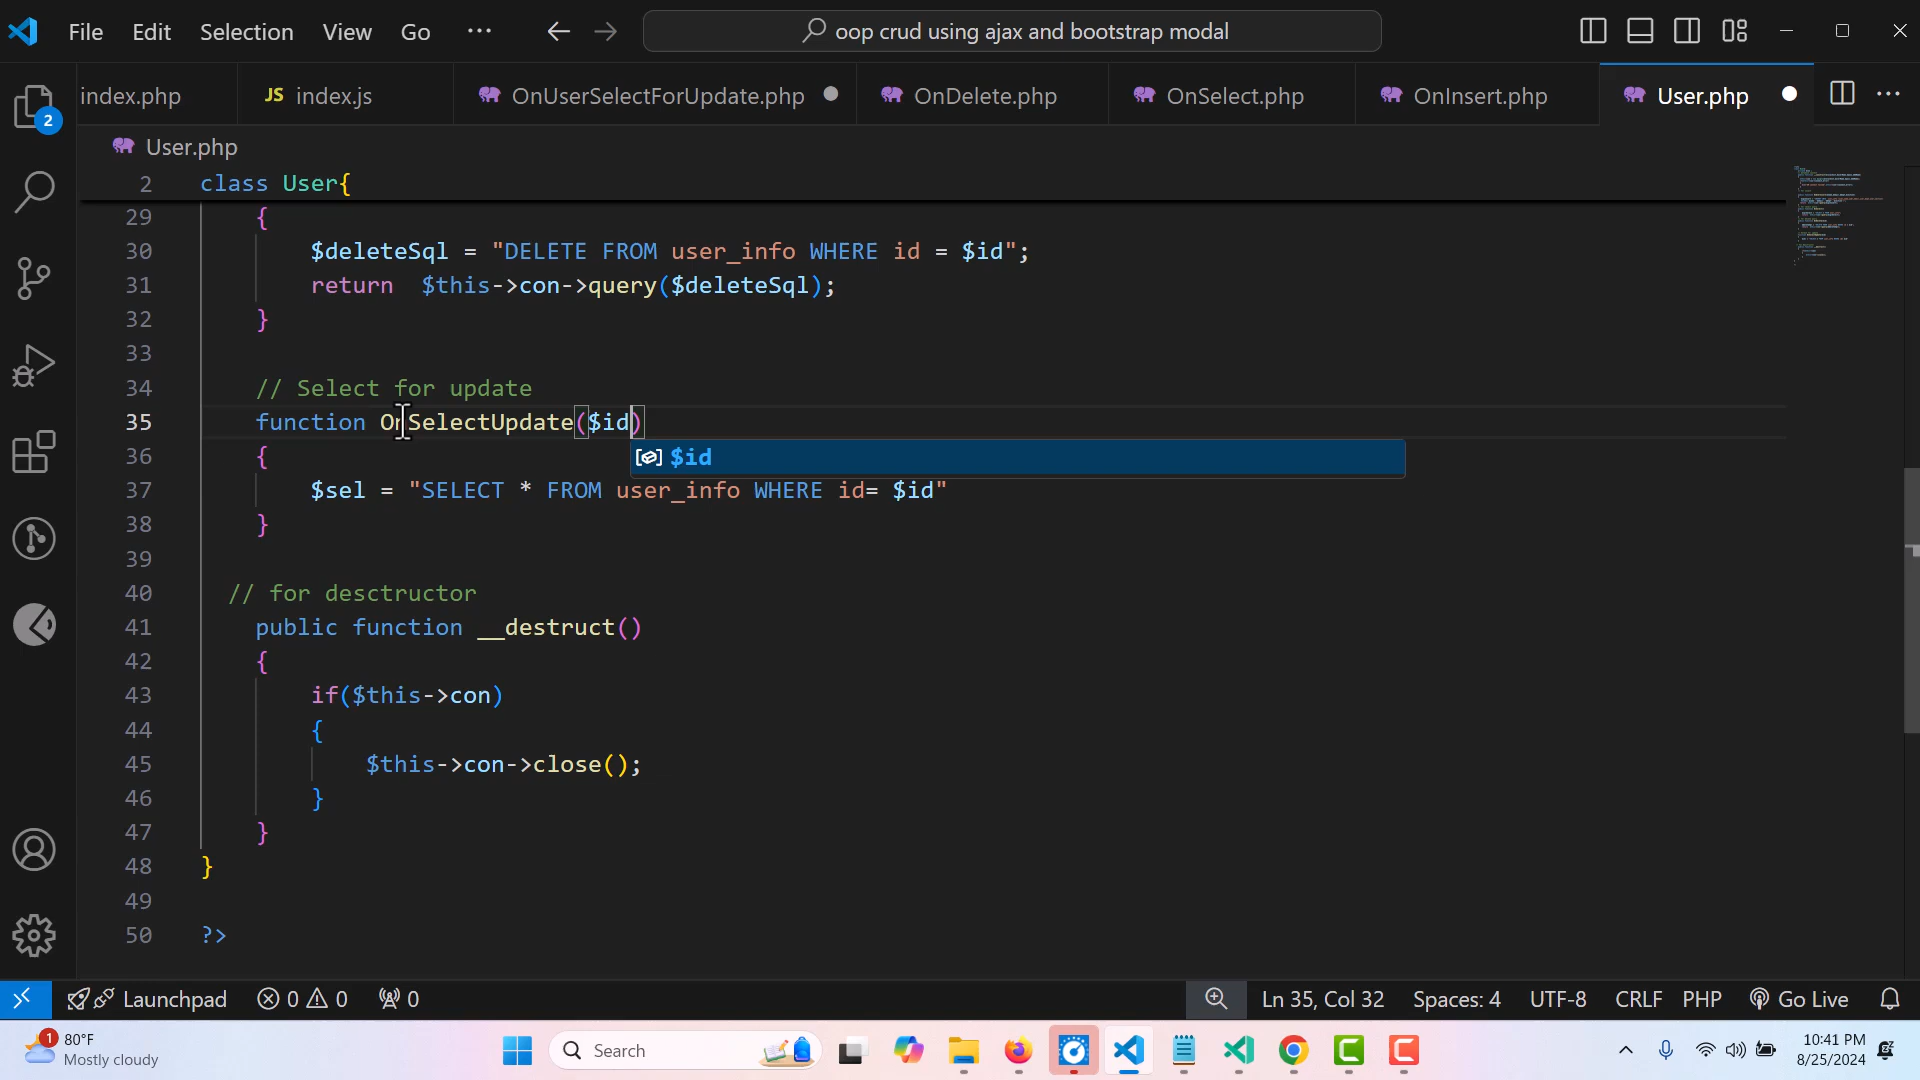 File Edit Selection View Go ··· oop crud using ajax and bootstrap modal
index.php JS index.js OnUserSelectForUpdate.php OnDelete.php OnSelect.php OnInsert.php User.php
2
User.php
2 class User{
29 {
30 $deleteSql = "DELETE FROM user_info WHERE id = $id";
31 return $this->con->query($deleteSql);
32 }
33
34 // Select for update
35 function OnSelectUpdate($id)
36 {
$id
37 $sel = "SELECT * FROM user_info WHERE id= $id"
38 }
39
40 // for desctructor
41 public function __destruct()
42 {
43 if($this->con)
44 {
45 $this->con->close();
46 }
47 }
48 }
49
50 ?>
Launchpad 0 0 0 Ln 35, Col 32 Spaces: 4 UTF-8 CRLF PHP Go Live
1 80°F
Mostly cloudy
Search
10:41 PM
8/25/2024